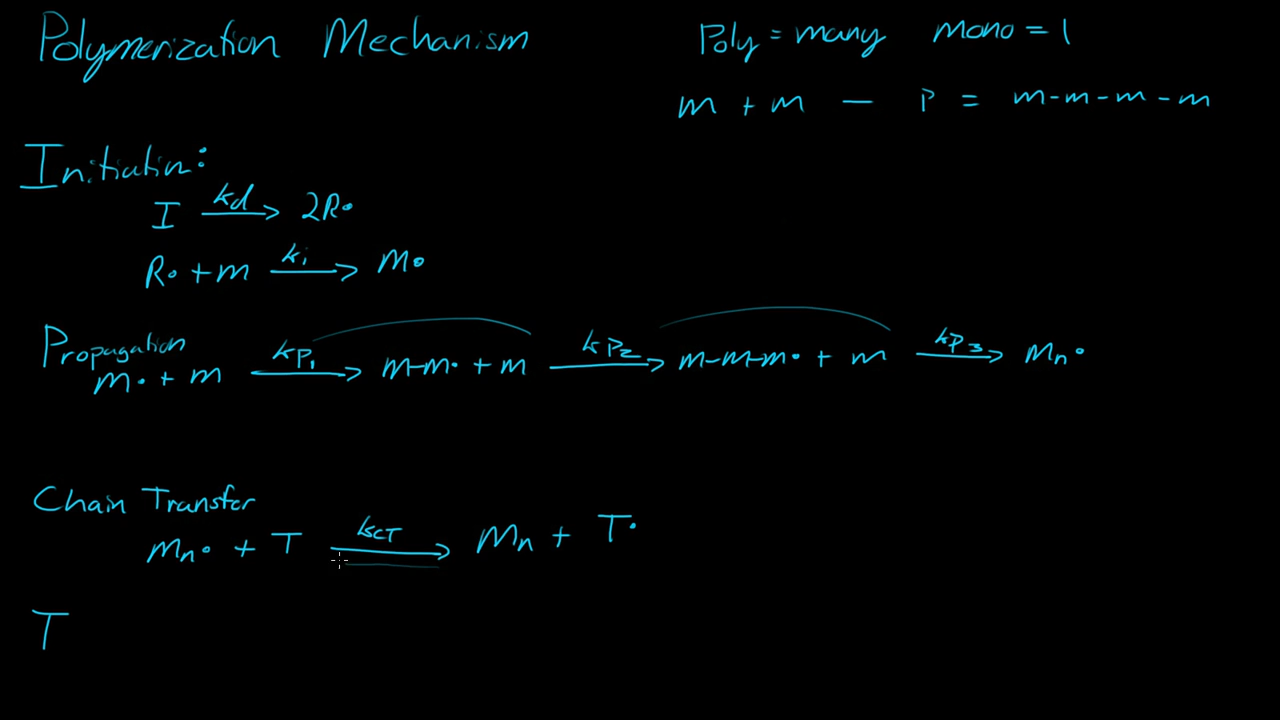 Polymerization Mechanism
Poly = many mono = 1
m + m — P = m-m-m-m
Initiation:
I kd → 2R•
R• + m ki → M•
Propagation
m• + m kP1 → m-m• + m kP2 → m-m-m• + m kP3 → Mn•
Chain Transfer
Mn• + T kCT → Mn + T•
T